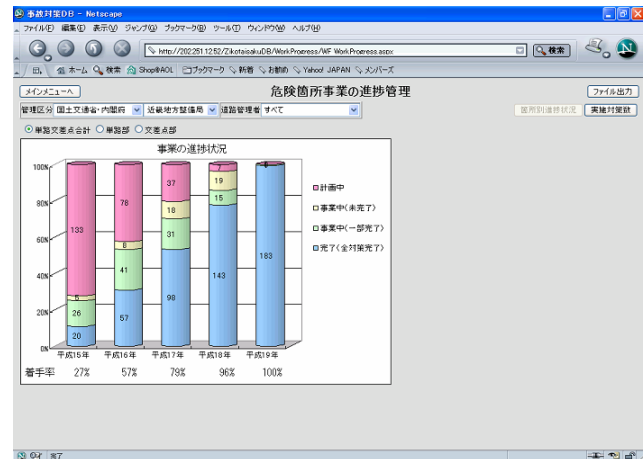 事故対策DB - Netscape
ファイル(F) 編集(E) 表示(V) ジャンプ(G) ブックマーク(B) ツール(T) ウィンドウ(W) ヘルプ(H)
http://202.251.12.52/ZikotaisakuDB/WorkProgress/WF_WorkProgress.aspx 検索
ホーム 検索 Shop@AOL ブックマーク 新着 お勧め Yahoo! JAPAN メンバーズ
メインメニューへ 危険箇所事業の進捗管理 ファイル出力
管理区分 国土交通省・内閣府 近畿地方整備局 道路管理者 すべて 箇所別進捗状況 実施対策数
単路交差点合計 単路部 交差点部
事業の進捗状況
100%
80%
60%
40%
20%
0%
133
5
26
20
78
8
41
57
37
18
31
98
7
19
15
143
183
計画中
事業中(未完了)
事業中(一部完了)
完了(全対策完了)
平成15年 平成16年 平成17年 平成18年 平成19年
着手率 27% 57% 79% 96% 100%
完了